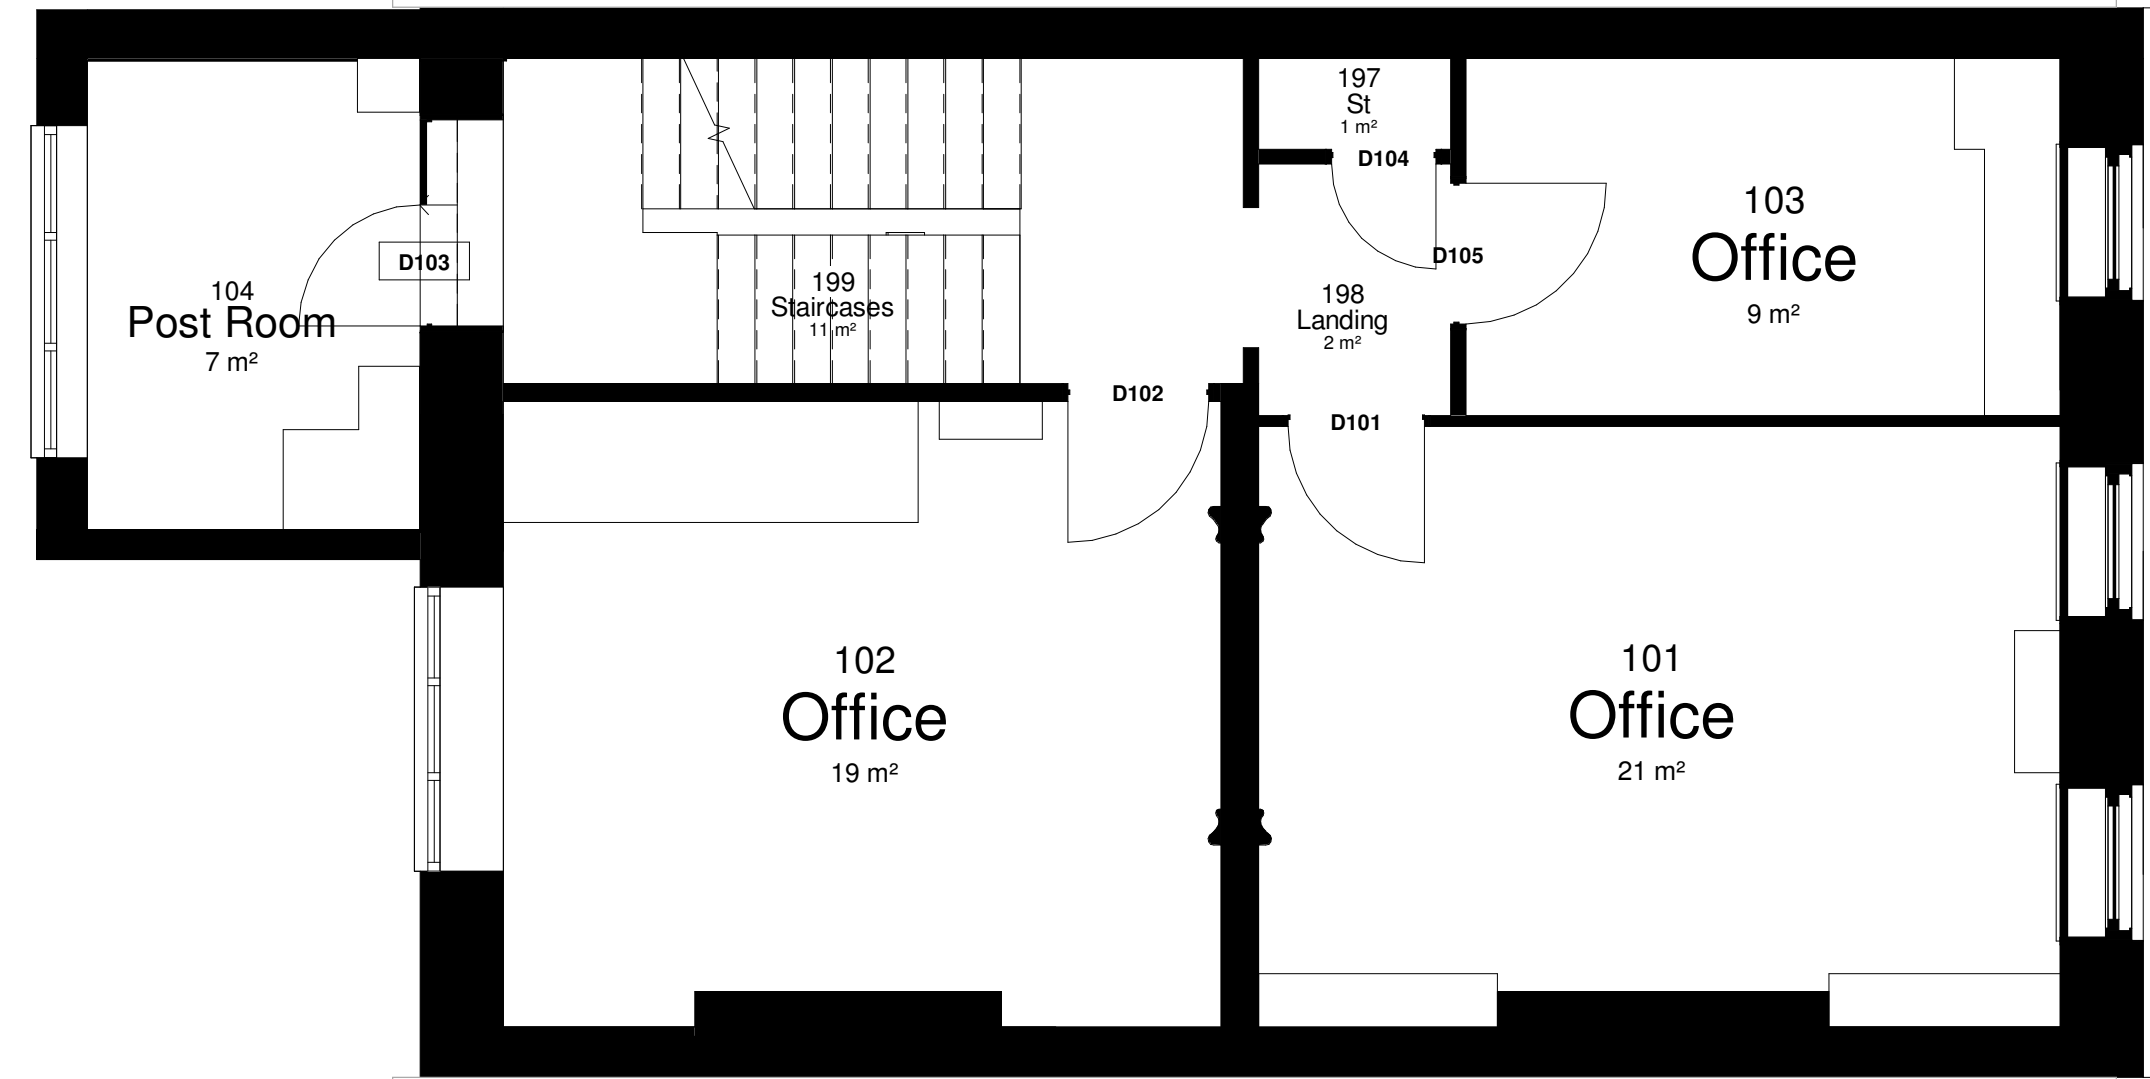 197
St
1 m²
D104
103
Office
9 m²
D105
D103
104
Post Room
7 m²
199
Staircases
11 m²
198
Landing
2 m²
D102
D101
102
Office
19 m²
101
Office
21 m²